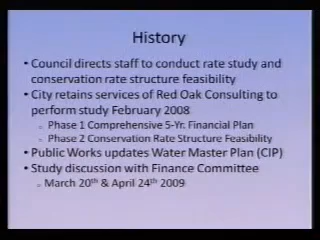 History
• Council directs staff to conduct rate study and
conservation rate structure feasibility
• City retains services of Red Oak Consulting to
perform study February 2008
o Phase 1 Comprehensive 5-Yr. Financial Plan
o Phase 2 Conservation Rate Structure Feasibility
• Public Works updates Water Master Plan (CIP)
• Study discussion with Finance Committee
o March 20th & April 24th 2009